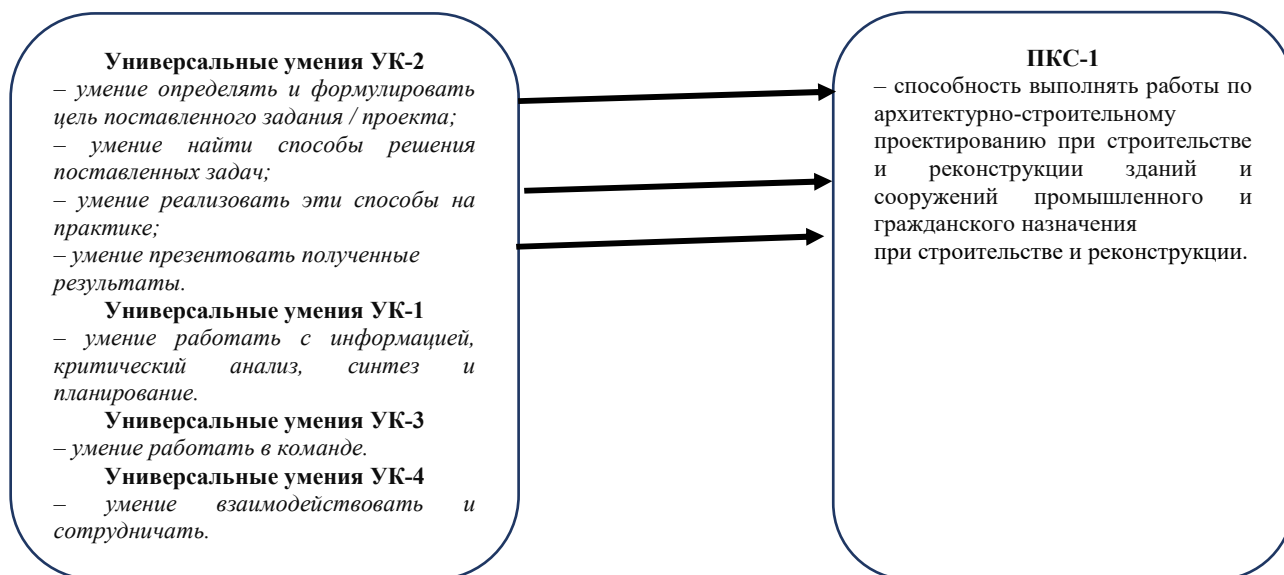 Универсальные умения УК-2
– умение определять и формулировать
цель поставленного задания / проекта;
– умение найти способы решения
поставленных задач;
– умение реализовать эти способы на
практике;
– умение презентовать полученные
результаты.
Универсальные умения УК-1
– умение работать с информацией,
критический анализ, синтез и
планирование.
Универсальные умения УК-3
– умение работать в команде.
Универсальные умения УК-4
– умение взаимодействовать и
сотрудничать.
ПКС-1
– способность выполнять работы по
архитектурно-строительному
проектированию при строительстве
и реконструкции зданий и
сооружений промышленного и
гражданского назначения
при строительстве и реконструкции.